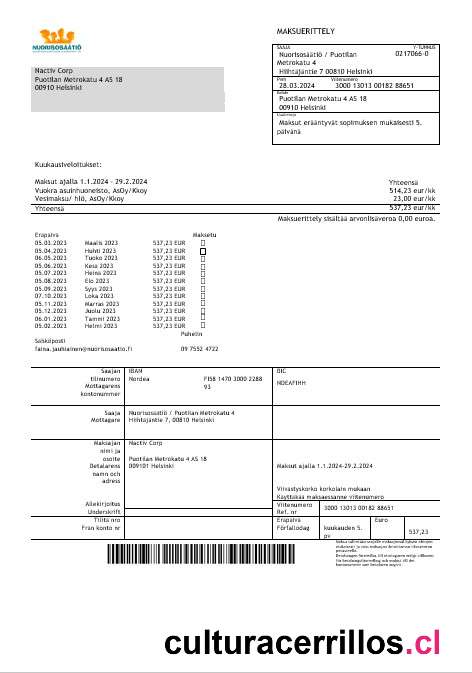 MAKSUERITTELY
NUORISOSÄÄTIÖ
SAAJA Y-TUNNUS
Nuorisosäätiö / Puotilan 0217066-0
Metrokatu 4
Hiihtäjäntie 7 00810 Helsinki
Pvm Viitenumero
28.03.2024 3000 13013 00182 88651
Kohde
Puotilan Metrokatu 4 AS 18
00910 Helsinki
Lisätietoja
Maksut erääntyvät sopimuksen mukaisesti 5.
päivänä
Nactiv Corp
Puotilan Metrokatu 4 AS 18
00910 Helsinki
Kuukausiveloitukset:
Maksut ajalla 1.1.2024 - 29.2.2024 Yhteensä
Vuokra asuinhuoneisto, AsOy/Kkoy 514,23 eur/kk
Vesimaksu/ hlö, AsOy/Kkoy 23,00 eur/kk
Yhteensä 537,23 eur/kk
Maksuerittely sisältää arvonlisäveroa 0,00 euroa.
Eräpäivä Maksetu
05.03.2023 Maalis 2023 537,23 EUR
05.04.2023 Huhti 2023 537,23 EUR
06.05.2023 Tuoko 2023 537,23 EUR
05.06.2023 Kesä 2023 537,23 EUR
05.07.2023 Heinä 2023 537,23 EUR
05.08.2023 Elo 2023 537,23 EUR
05.09.2023 Syys 2023 537,23 EUR
07.10.2023 Loka 2023 537,23 EUR
05.11.2023 Marras 2023 537,23 EUR
05.12.2023 Joulu 2023 537,23 EUR
06.01.2023 Tammi 2023 537,23 EUR
05.02.2023 Helmi 2023 537,23 EUR
Puhelin
Sähköposti
faina.jauhiainen@nuorisosaatio.fi 09 7552 4722
Saajan IBAN BIC
tilinumero Nordea FI58 1470 3000 2288
Mottagarens 93 NDEAFIHH
kontonummer
Saaja Nuorisosäätiö / Puotilan Metrokatu 4
Mottagare Hiihtäjäntie 7, 00810 Helsinki
Maksajan Nactiv Corp
nimi ja
osoite Puotilan Metrokatu 4 AS 18
Betalarens 009101 Helsinki Maksut ajalla 1.1.2024-29.2.2024
namn och
adress
Viivästyskorko korkolain mukaan
Käyttäkää maksaessanne viitenumero
Allekirjoitus Viitenumero 3000 13013 00182 88651
Underskrift Ref. nr
Tililtä nro Eräpäivä Euro
Från konto nr Förfallodag kuukauden 5. 537,23
pv
culturacerrillos.cl